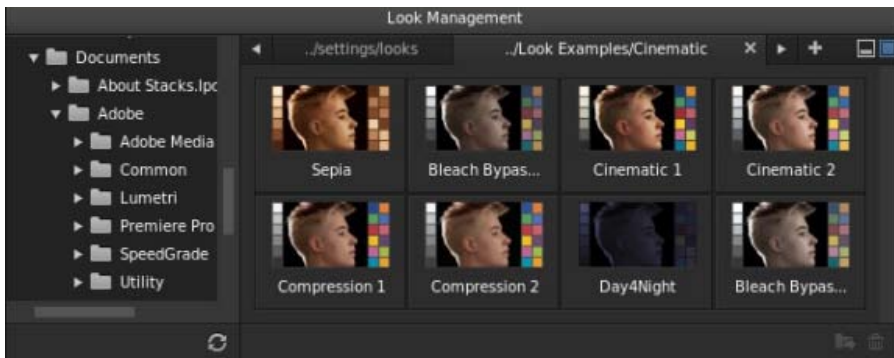 Look Management
Documents
About Stacks.lpc
Adobe
Adobe Media
Common
Lumetri
Premiere Pro
SpeedGrade
Utility
../settings/looks
../Look Examples/Cinematic
Sepia
Bleach Bypas...
Cinematic 1
Cinematic 2
Compression 1
Compression 2
Day4Night
Bleach Bypas...